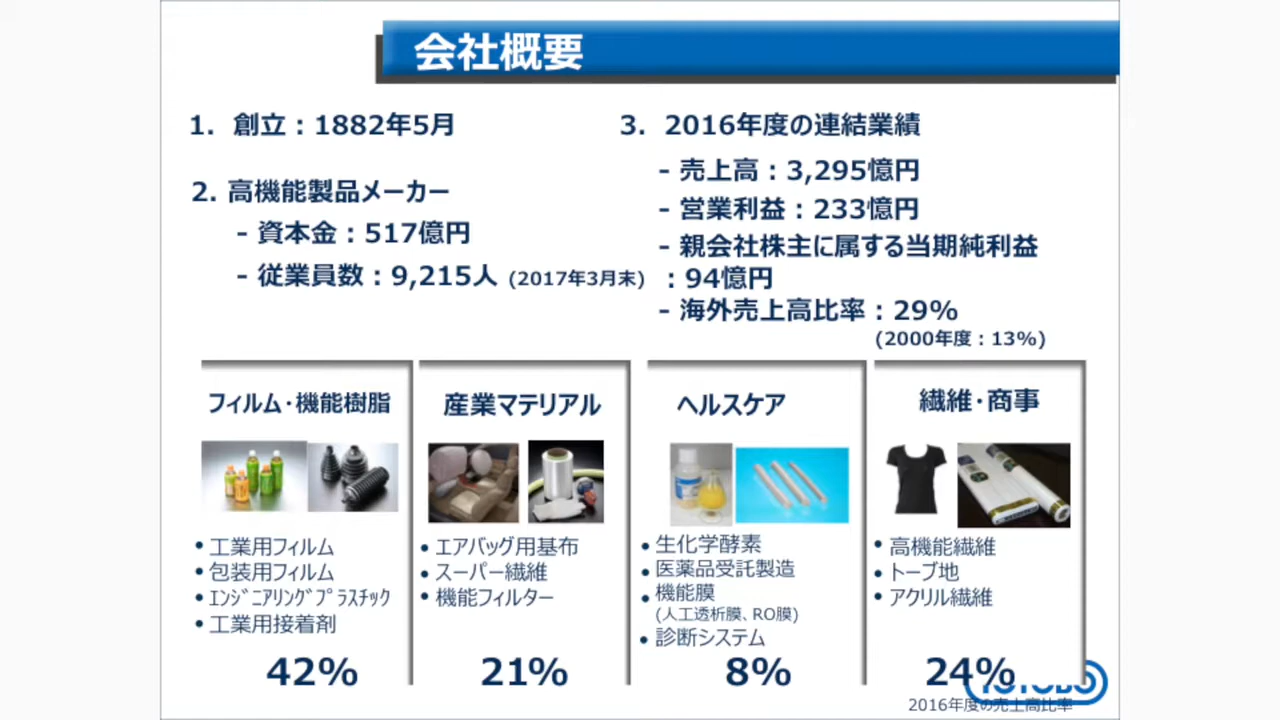 会社概要
1. 創立：1882年5月
2. 高機能製品メーカー
- 資本金：517億円
- 従業員数：9,215人 (2017年3月末)
3. 2016年度の連結業績
- 売上高：3,295億円
- 営業利益：233億円
- 親会社株主に属する当期純利益
：94億円
- 海外売上高比率：29%
(2000年度：13%)
フィルム・機能樹脂
• 工業用フィルム
• 包装用フィルム
• ｴﾝｼﾞﾆｱﾘﾝｸﾞﾌﾟﾗｽﾁｯｸ
• 工業用接着剤
42%
産業マテリアル
• エアバッグ用基布
• スーパー繊維
• 機能フィルター
21%
ヘルスケア
• 生化学酵素
• 医薬品受託製造
• 機能膜
(人工透析膜、RO膜)
• 診断システム
8%
繊維・商事
• 高機能繊維
• トーブ地
• アクリル繊維
24%
TOYOBO
2016年度の売上高比率